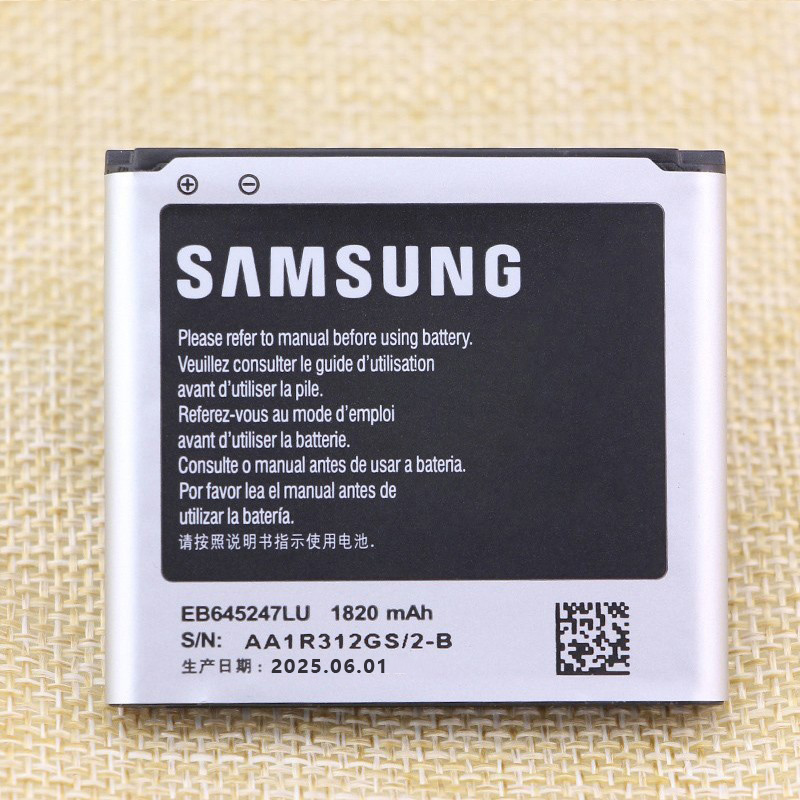 ⊕ ⊖
SAMSUNG
Please refer to manual before using battery.
Veuillez consulter le guide d'utilisation
avant d'utiliser la pile.
Referez-vous au mode d'emploi
avant d'utiliser la batterie.
Consulte o manual antes de usar a bateria.
Por favor lea el manual antes de
utilizar la batería.
请按照说明书指示使用电池.
EB645247LU 1820 mAh
S/N: AA1R312GS/2-B
生产日期: 2025.06.01